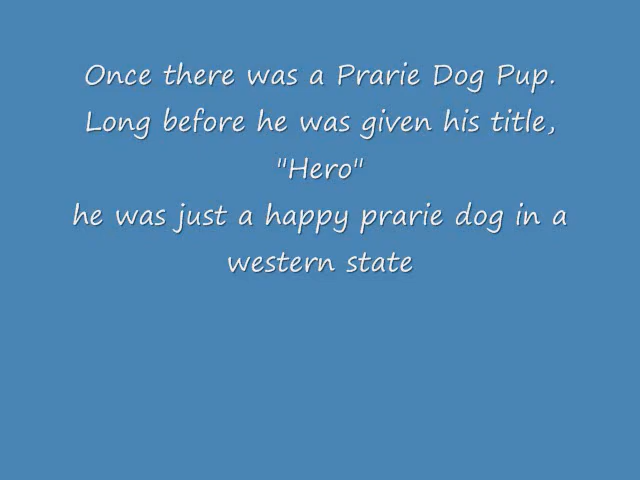 Once there was a Prarie Dog Pup.
Long before he was given his title,
"Hero"
he was just a happy prarie dog in a
western state